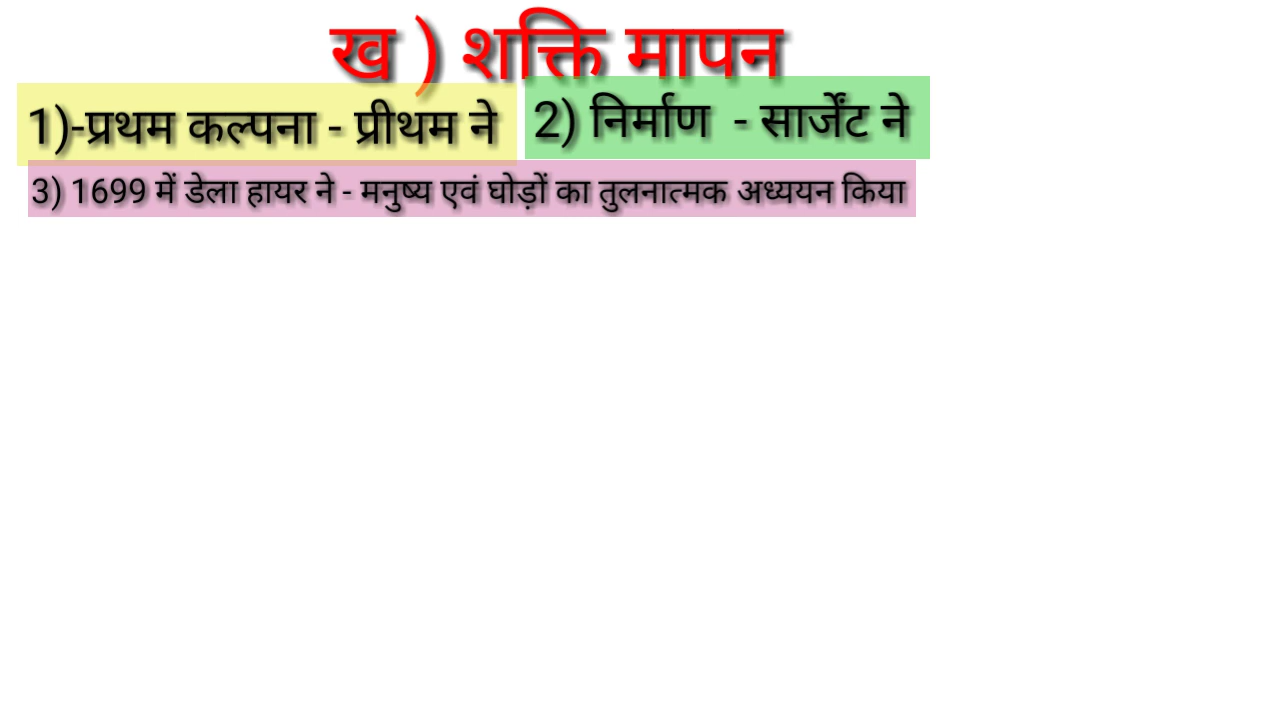 ख ) शक्ति मापन
1)-प्रथम कल्पना - प्रीथम ने 2) निर्माण - सार्जेंट ने
3) 1699 में डेला हायर ने - मनुष्य एवं घोड़ों का तुलनात्मक अध्ययन किया